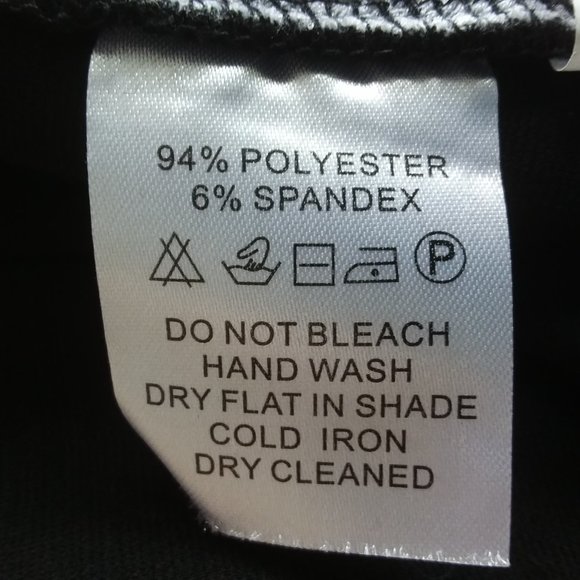 94% POLYESTER
6% SPANDEX
P
DO NOT BLEACH
HAND WASH
DRY FLAT IN SHADE
COLD IRON
DRY CLEANED